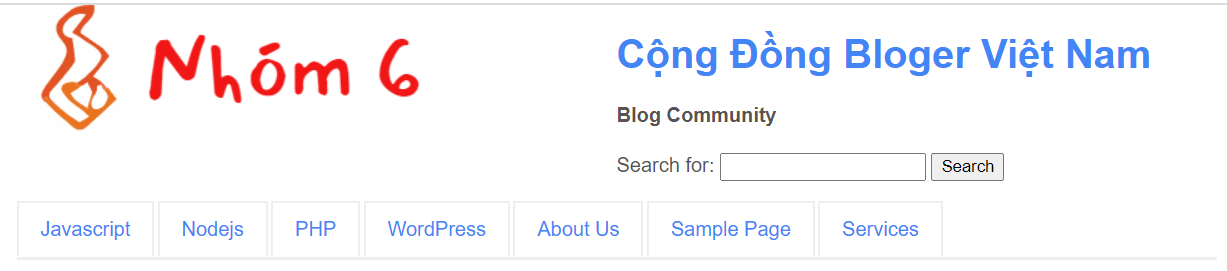 Nhóm 6
Cộng Đồng Bloger Việt Nam
Blog Community
Search for: Search
Javascript Nodejs PHP WordPress About Us Sample Page Services